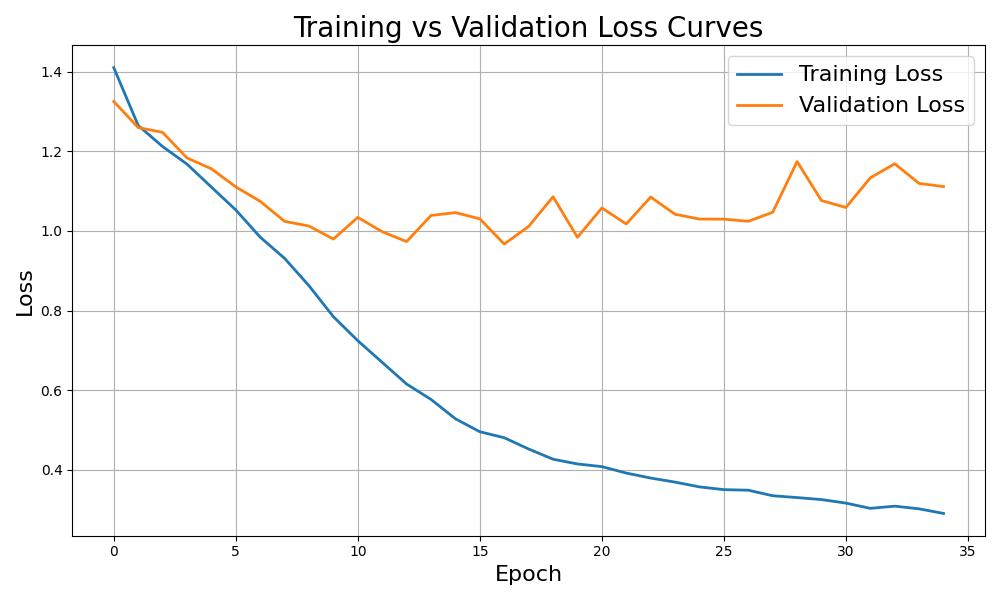 Training vs Validation Loss Curves
Training Loss
Validation Loss
1.4
1.2
1.0
0.8
0.6
0.4
Loss
0 5 10 15 20 25 30 35
Epoch